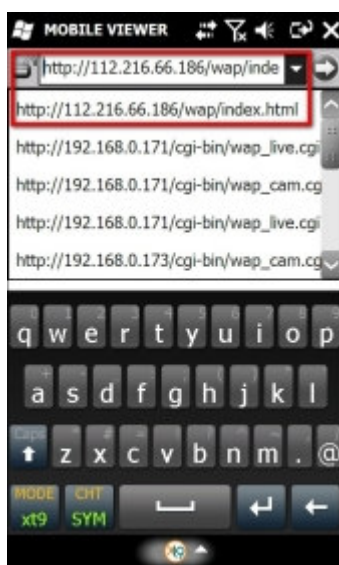 MOBILE VIEWER
http://112.216.66.186/wap/inde
http://112.216.66.186/wap/index.html
http://192.168.0.171/cgi-bin/wap_live.cgi
http://192.168.0.171/cgi-bin/wap_cam.cg
http://192.168.0.171/cgi-bin/wap_live.cgi
http://192.168.0.173/cgi-bin/wap_cam.cg
q w e r t y u i o p
a s d f g h j k l
Caps z x c v b n m . @
MODE CHT
xt9 SYM